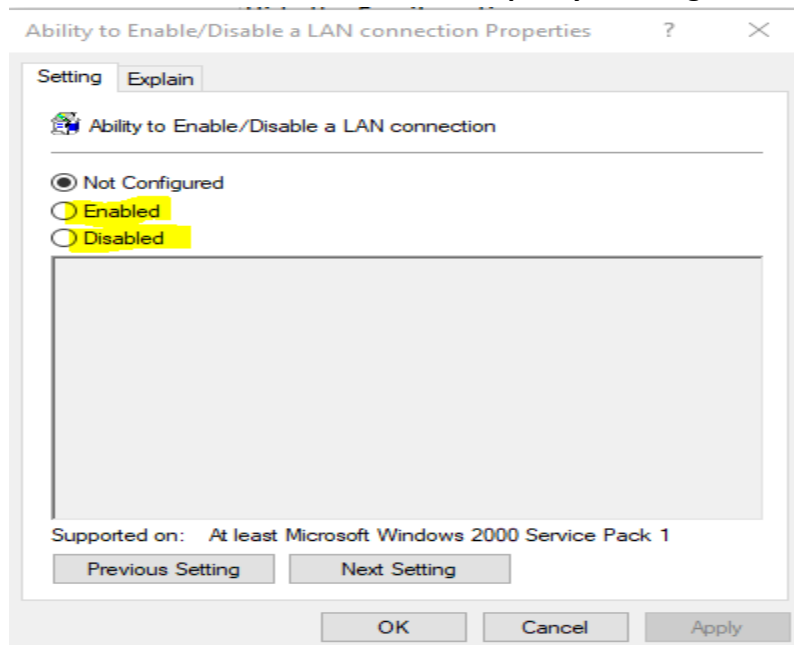 Ability to Enable/Disable a LAN connection Properties ? ×
Setting Explain
Ability to Enable/Disable a LAN connection
Not Configured
Enabled
Disabled
Supported on: At least Microsoft Windows 2000 Service Pack 1
Previous Setting Next Setting
OK Cancel Apply